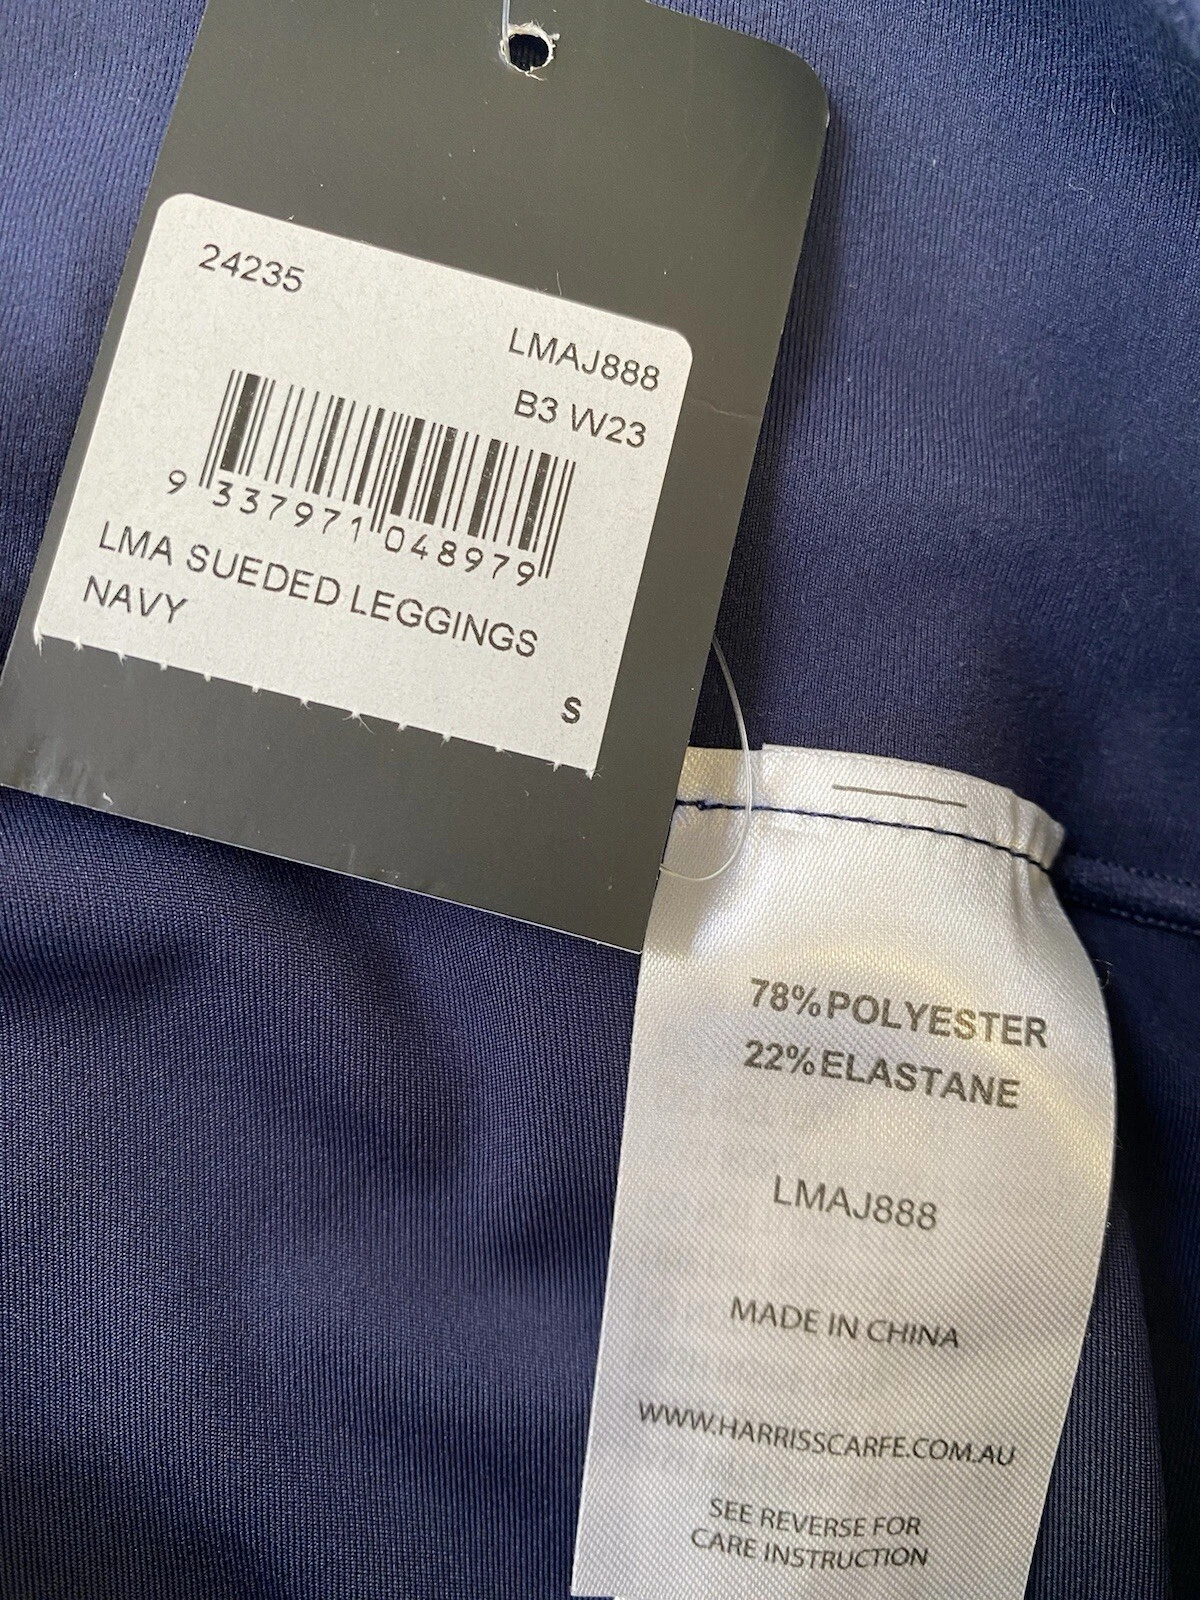 24235
LMAJ888
B3 W23
9 337971 048979
LMA SUEDED LEGGINGS
NAVY
S
78% POLYESTER
22% ELASTANE
LMAJ888
MADE IN CHINA
WWW.HARRISSCARFE.COM.AU
SEE REVERSE FOR
CARE INSTRUCTION